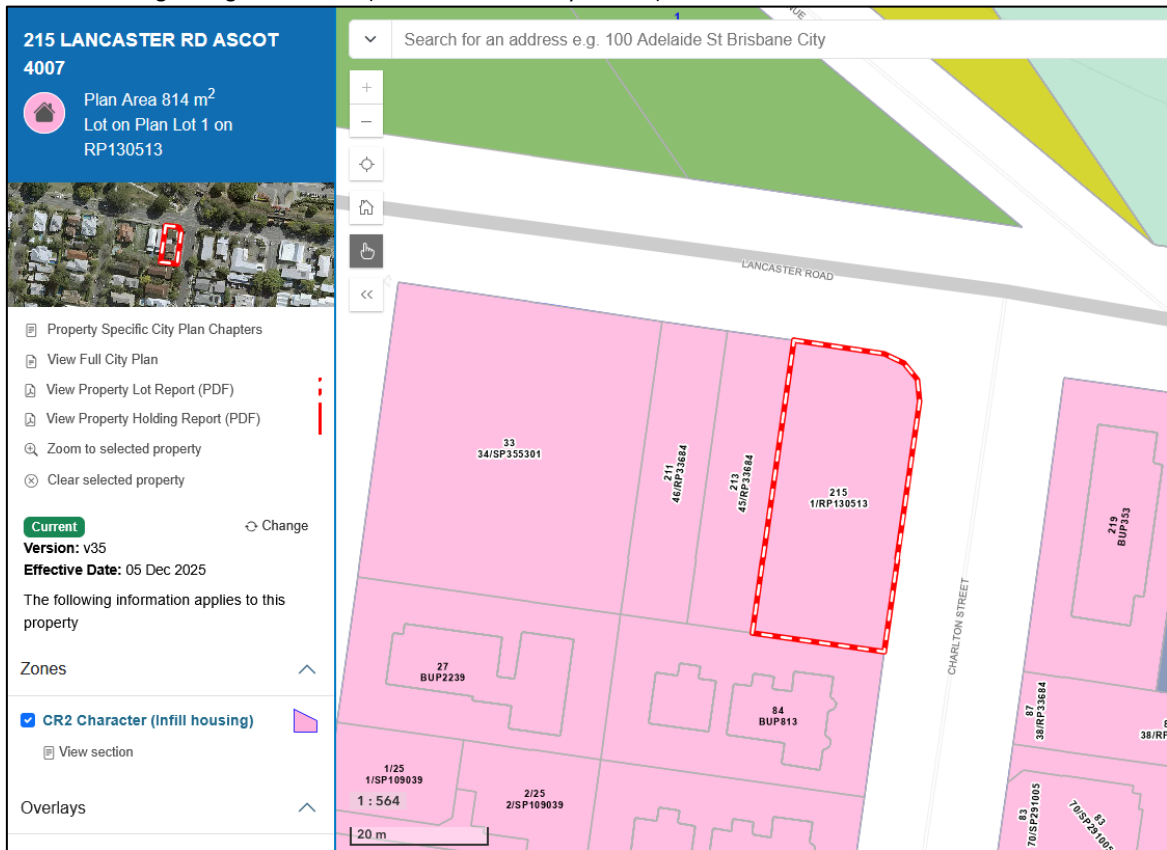 215 LANCASTER RD ASCOT
4007
Plan Area 814 m²
Lot on Plan Lot 1 on
RP130513
Property Specific City Plan Chapters
View Full City Plan
View Property Lot Report (PDF)
View Property Holding Report (PDF)
Zoom to selected property
Clear selected property
Current
Change
Version: v35
Effective Date: 05 Dec 2025
The following information applies to this
property
Zones
CR2 Character (Infill housing)
View section
Overlays
Search for an address e.g. 100 Adelaide St Brisbane City
1
LANCASTER ROAD
33
34/SP355301
211
46/RP33684
213
45/RP33684
215
1/RP130513
219
BUP353
CHARLTON STREET
27
BUP2239
84
BUP813
87
38/RP33684
1/25
1/SP109039
2/25
2/SP109039
83
70/SP291005
83
70/SP291005
1 : 564
20 m